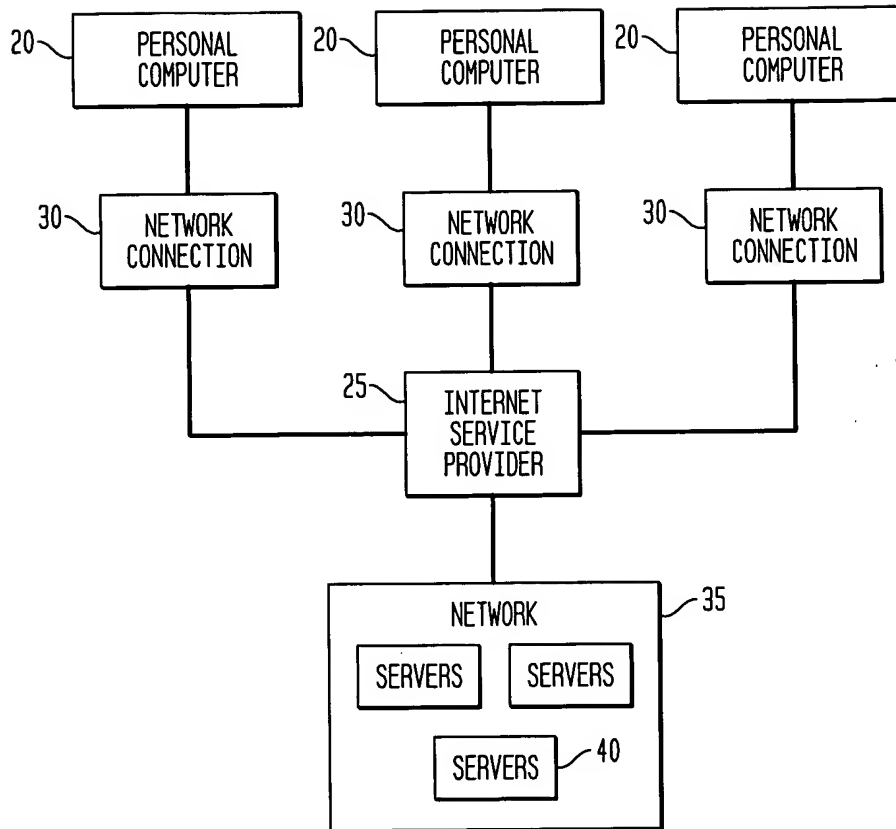 20 PERSONAL COMPUTER
20 PERSONAL COMPUTER
20 PERSONAL COMPUTER
30 NETWORK CONNECTION
30 NETWORK CONNECTION
30 NETWORK CONNECTION
25 INTERNET SERVICE PROVIDER
NETWORK 35
SERVERS
SERVERS
SERVERS 40